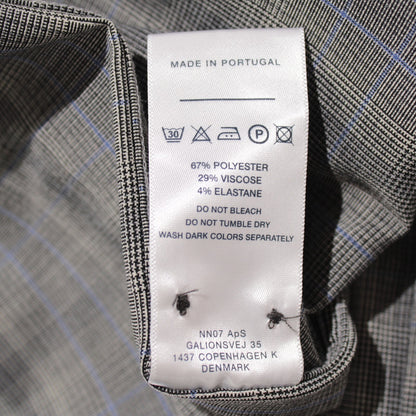 MADE IN PORTUGAL
30 P
67% POLYESTER
29% VISCOSE
4% ELASTANE
DO NOT BLEACH
DO NOT TUMBLE DRY
WASH DARK COLORS SEPARATELY
NN07 ApS
GALIONSVEJ 35
1437 COPENHAGEN K
DENMARK